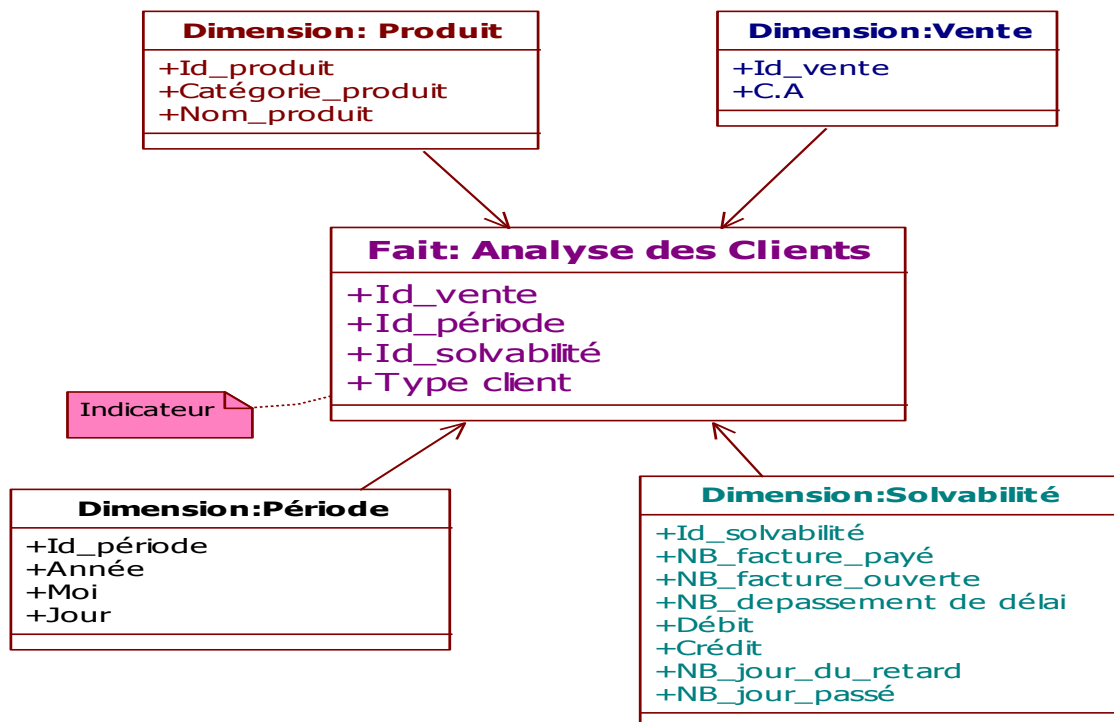 Dimension: Produit
+Id_produit
+Catégorie_produit
+Nom_produit
Dimension:Vente
+Id_vente
+C.A
Fait: Analyse des Clients
+Id_vente
+Id_période
+Id_solvabilité
+Type client
Indicateur
Dimension:Période
+Id_période
+Année
+Moi
+Jour
Dimension:Solvabilité
+Id_solvabilité
+NB_facture_payé
+NB_facture_ouverte
+NB_depassement de délai
+Débit
+Crédit
+NB_jour_du_retard
+NB_jour_passé